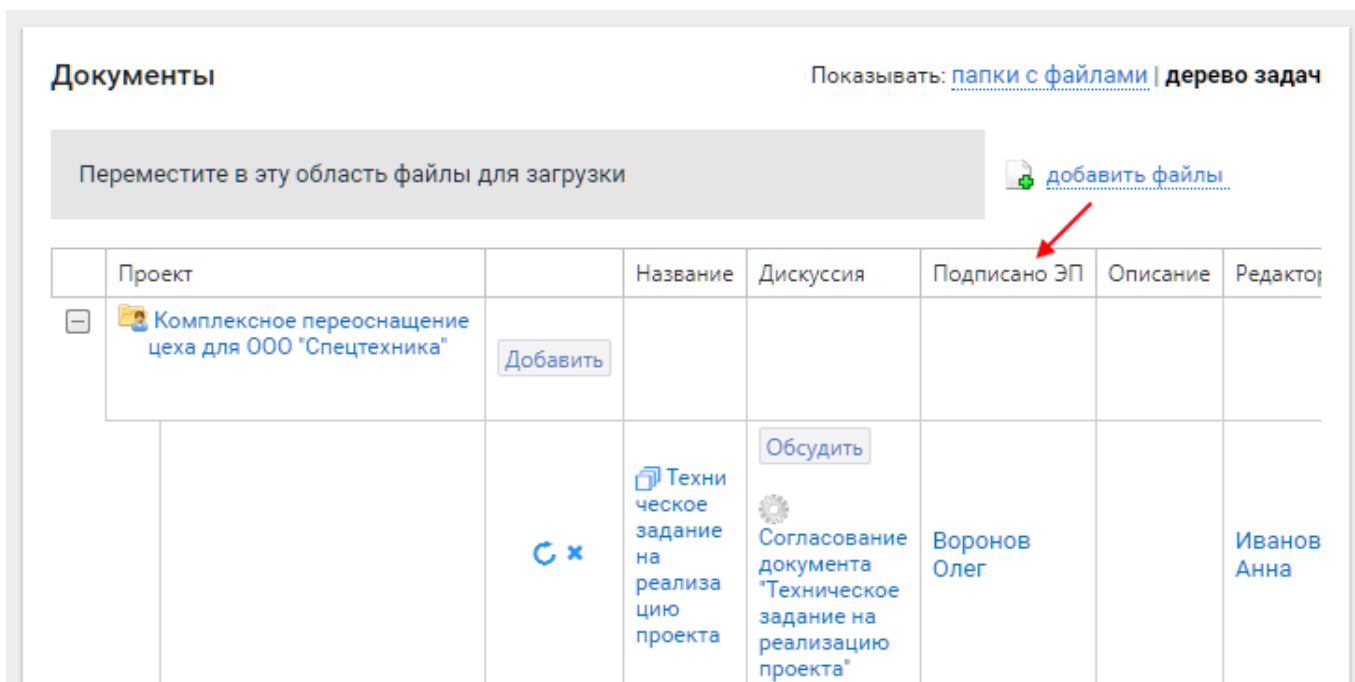 Документы
Показывать: папки с файлами | дерево задач
Переместите в эту область файлы для загрузки
добавить файлы
Проект
Название
Дискуссия
Подписано ЭП
Описание
Редактор
Комплексное переоснащение
цеха для ООО "Спецтехника"
Добавить
Техни
ческое
задание
на
реализа
цию
проекта
Обсудить
Согласование
документа
"Техническое
задание на
реализацию
проекта"
Воронов
Олег
Иванов
Анна